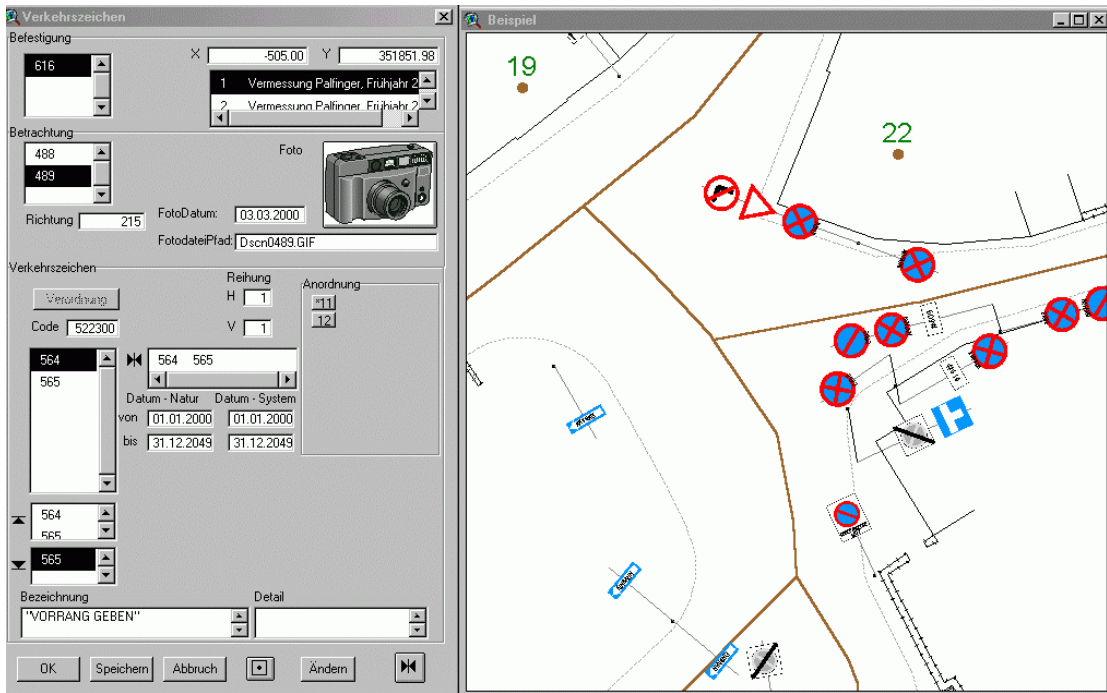 Verkehrszeichen
Befestigung
616
X -505.00 Y 351851.98
1 Vermessung Palfinger, Frühjahr 2
2 Vermessung Palfinger, Frühjahr 2
Betrachtung
488
489
Foto
Richtung 215
FotoDatum: 03.03.2000
FotodateiPfad: Dscn0489.GIF
Verkehrszeichen
Verordnung
Code 522300
Reihung
H 1
V 1
Anordnung
*11
12
564
565
564 565
Datum - Natur Datum - System
von 01.01.2000 01.01.2000
bis 31.12.2049 31.12.2049
564
565
565
Bezeichnung
"VORRANG GEBEN"
Detail
OK Speichern Abbruch Ändern
Beispiel
19
22